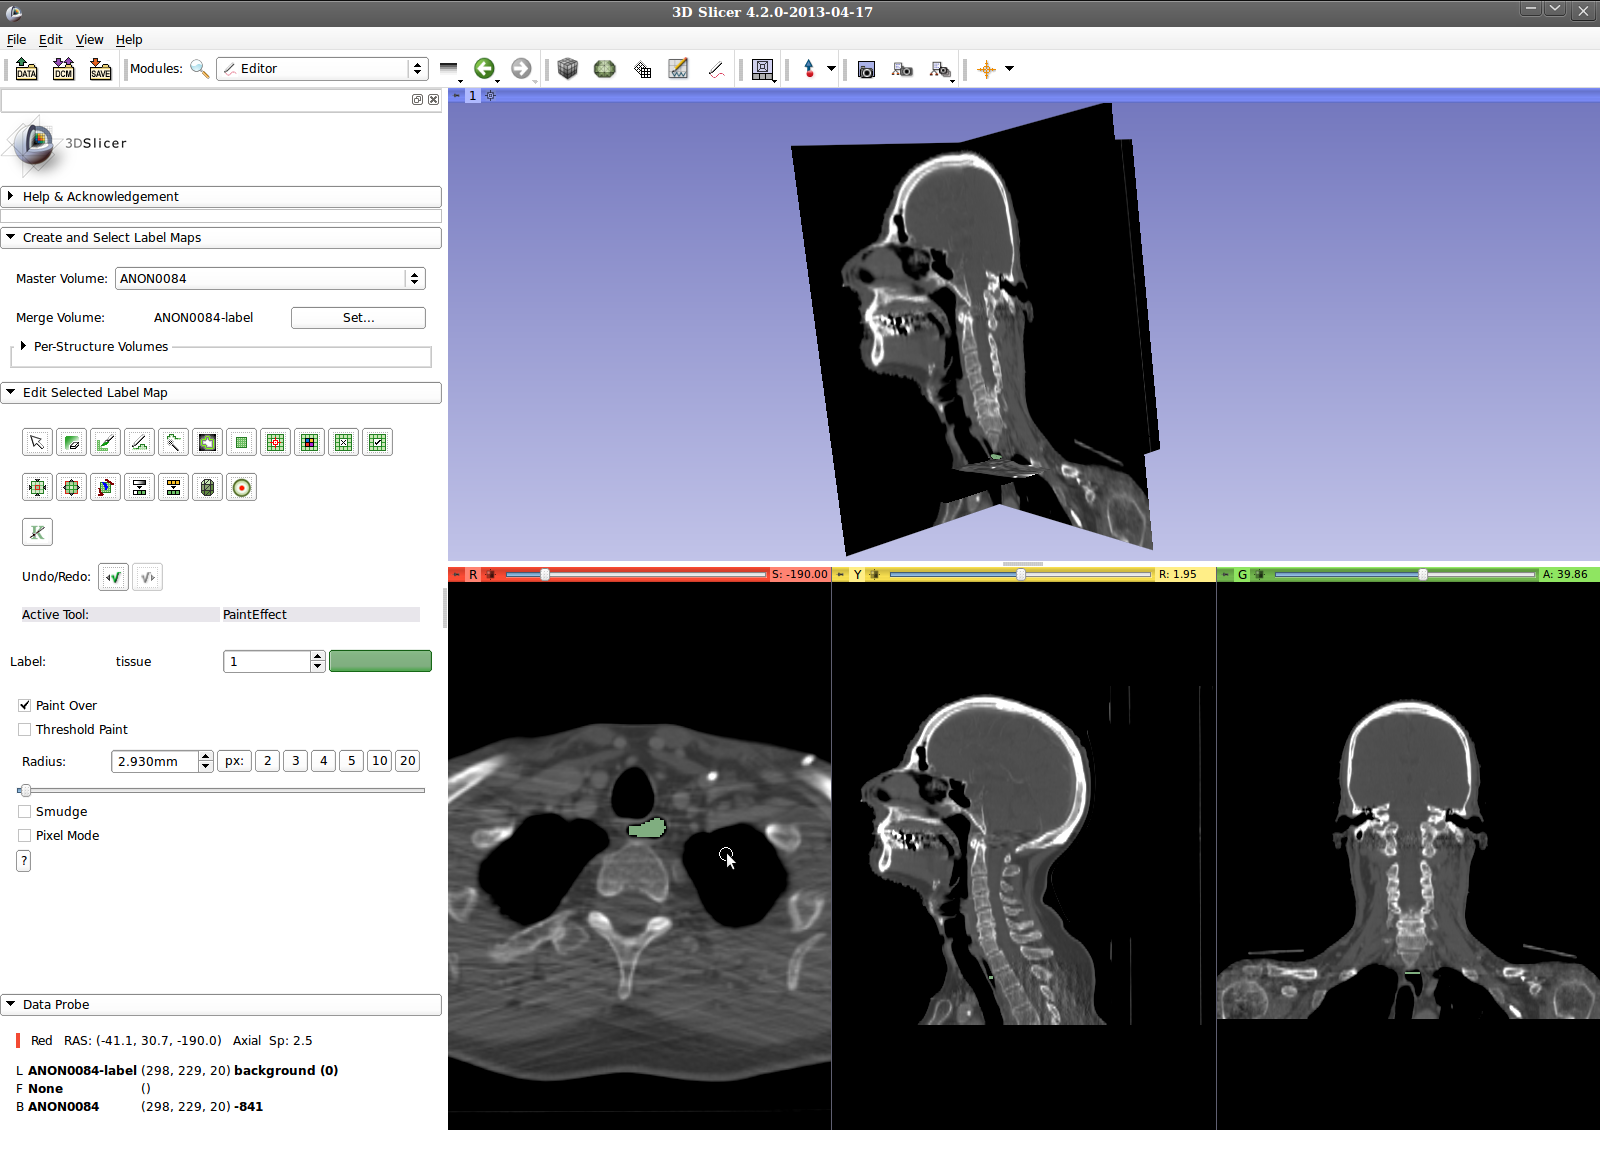 3D Slicer 4.2.0-2013-04-17
File Edit View Help
DATA DCM SAVE Modules: Editor
1
3DSlicer
Help & Acknowledgement
Create and Select Label Maps
Master Volume: ANON0084
Merge Volume: ANON0084-label Set...
Per-Structure Volumes
Edit Selected Label Map
Undo/Redo:
Active Tool: PaintEffect
Label: tissue 1
Paint Over
Threshold Paint
Radius: 2.930mm px: 2 3 4 5 10 20
Smudge
Pixel Mode
?
R S: -190.00 Y R: 1.95 G A: 39.86
Data Probe
Red RAS: (-41.1, 30.7, -190.0) Axial Sp: 2.5
L ANON0084-label (298, 229, 20) background (0)
F None ()
B ANON0084 (298, 229, 20) -841